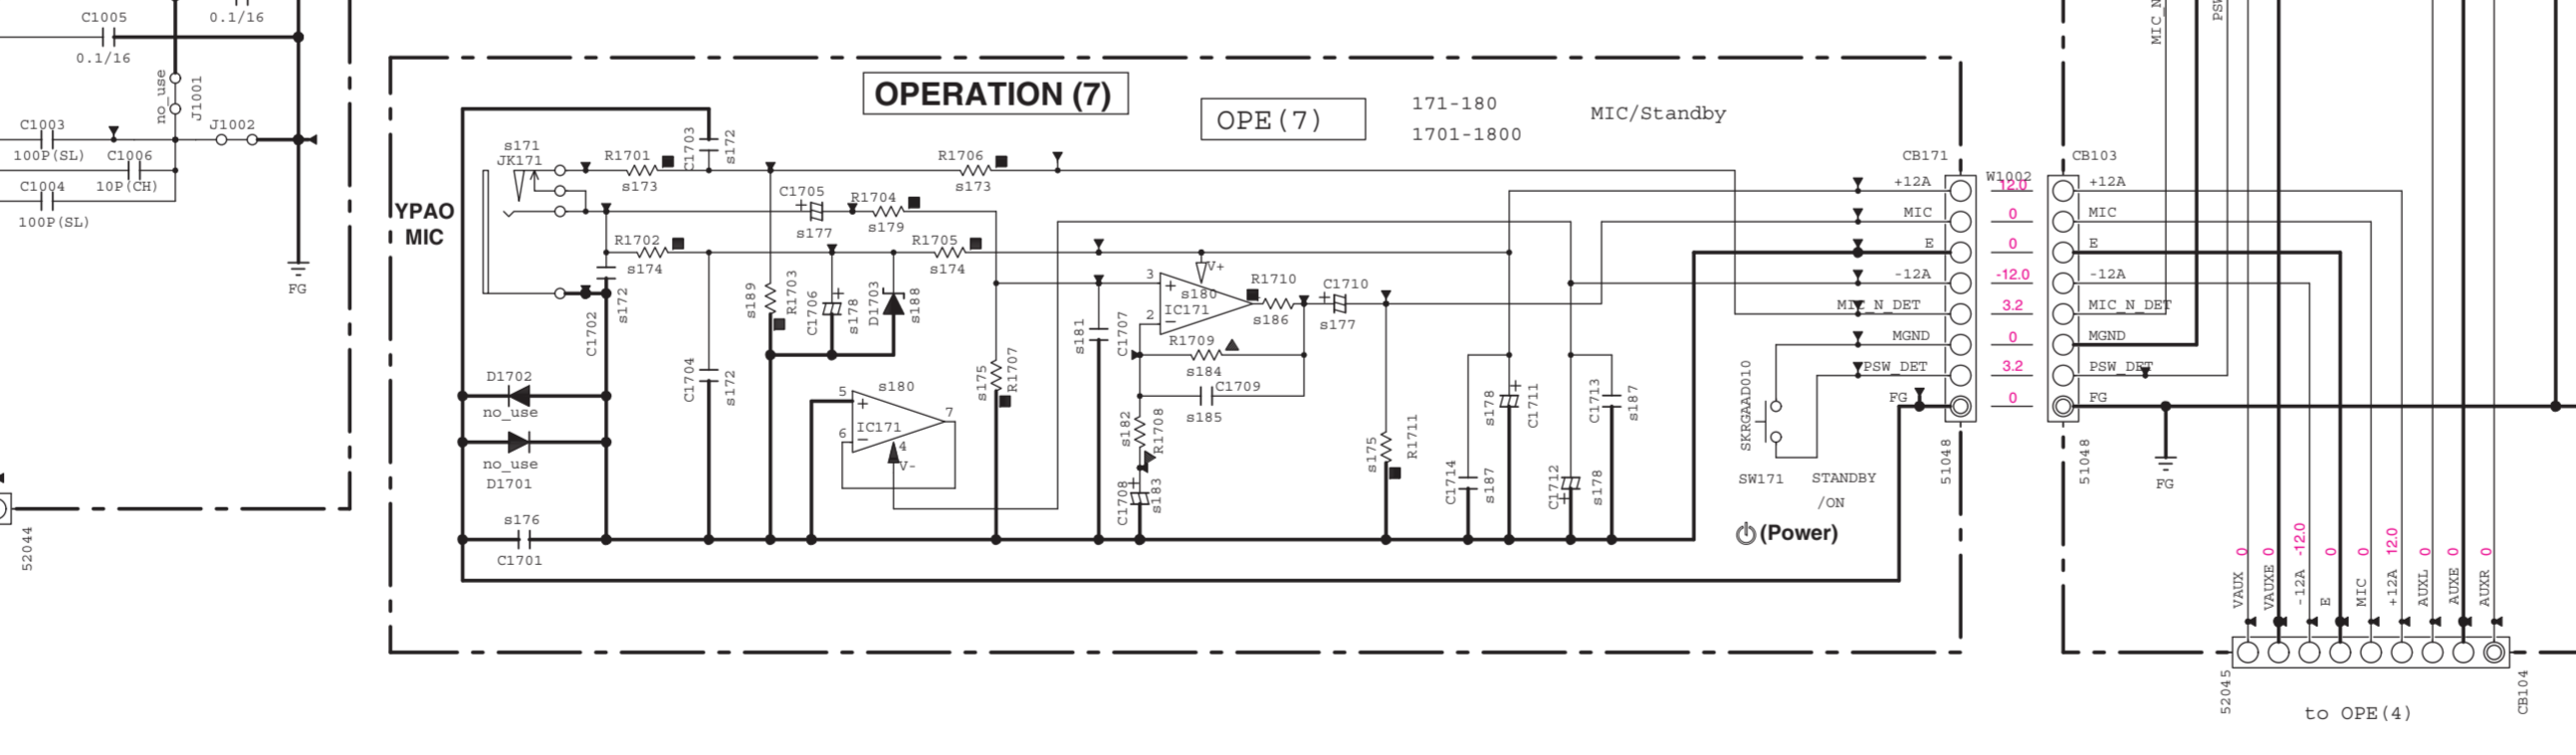 C1005
0.1/16
0.1/16
no_use
J1001
C1003
J1002
100P(SL)
C1006
C1004
10P(CH)
100P(SL)
FG
52044
OPERATION (7)
OPE(7)
171-180
1701-1800
MIC/Standby
YPAO
MIC
s171
JK171
R1701
s173
C1703
s172
R1706
s173
C1705
s177
R1704
s179
R1702
s174
R1705
s174
C1702
s172
s189
R1703
C1706
s178
D1703
s188
C1704
s172
D1702
no_use
no_use
D1701
s176
C1701
s180
5
+
6
-
IC171
7
4
V-
s175
R1707
s181
C1707
3
+
2
-
s180
IC171
V+
R1710
s186
C1710
s177
R1709
s184
C1709
s185
s182
R1708
C1708
s183
s175
R1711
C1714
s187
s178
C1711
C1712
s178
C1713
s187
SKRGAAD010
SW171
STANDBY
/ON
(Power)
CB171
+12A
MIC
E
-12A
MIC_N_DET
MGND
PSW_DET
FG
51048
W1002
12.0
0
0
-12.0
3.2
0
3.2
0
CB103
+12A
MIC
E
-12A
MIC_N_DET
MGND
PSW_DET
FG
51048
FG
MIC_N
PSW
VAUX
0
VAUXE
0
-12A
-12.0
E
0
MIC
0
+12A
12.0
AUXL
0
AUXE
0
AUXR
0
52045
CB104
to OPE(4)